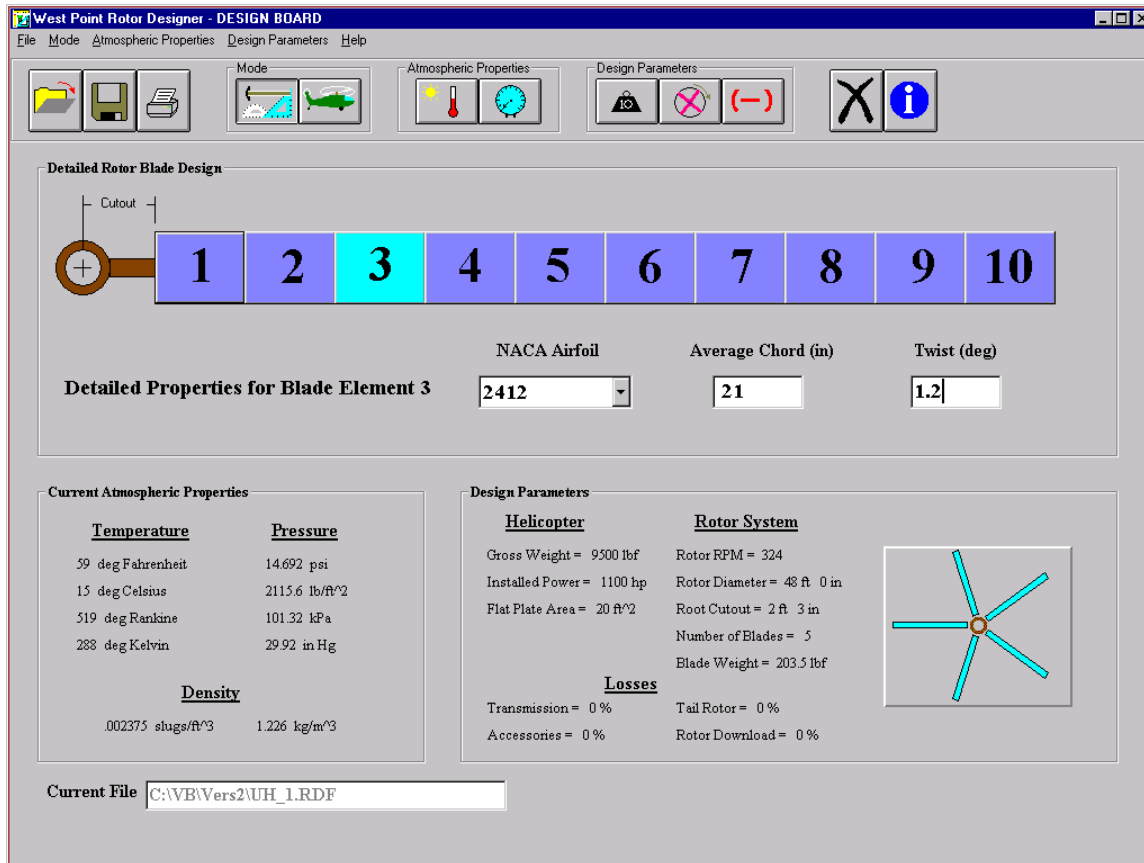 West Point Rotor Designer - DESIGN BOARD
File Mode Atmospheric Properties Design Parameters Help
Mode
Atmospheric Properties
Design Parameters
10
(—)
X
i
Detailed Rotor Blade Design
Cutout
1 2 3 4 5 6 7 8 9 10
NACA Airfoil Average Chord (in) Twist (deg)
Detailed Properties for Blade Element 3 2412 21 1.2
Current Atmospheric Properties
Temperature Pressure
59 deg Fahrenheit 14.692 psi
15 deg Celsius 2115.6 lb/ft^2
519 deg Rankine 101.32 kPa
288 deg Kelvin 29.92 in Hg
Density
.002375 slugs/ft^3 1.226 kg/m^3
Design Parameters
Helicopter Rotor System
Gross Weight = 9500 lbf Rotor RPM = 324
Installed Power = 1100 hp Rotor Diameter = 48 ft 0 in
Flat Plate Area = 20 ft^2 Root Cutout = 2 ft 3 in
Number of Blades = 5
Blade Weight = 203.5 lbf
Losses
Transmission = 0 % Tail Rotor = 0 %
Accessories = 0 % Rotor Download = 0 %
Current File C:\VB\Vers2\UH_1.RDF